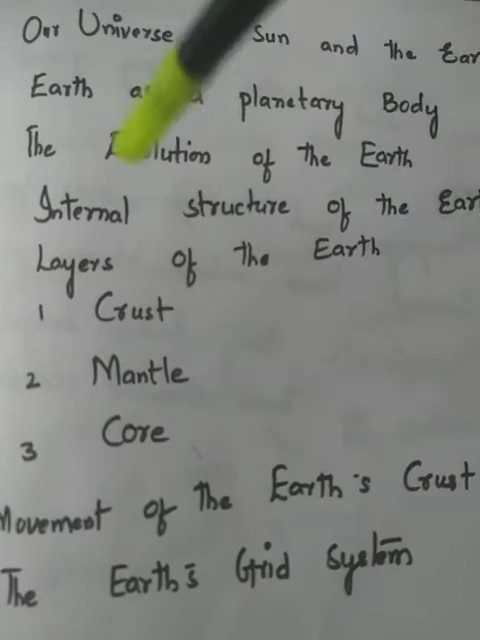 Our Universe Sun and the Ear
Earth a planetary Body
The Evolution of the Earth
Internal structure of the Ear
Layers of the Earth
1 Crust
2 Mantle
3 Core
Movement of the Earth's Crust
The Earth's Grid system